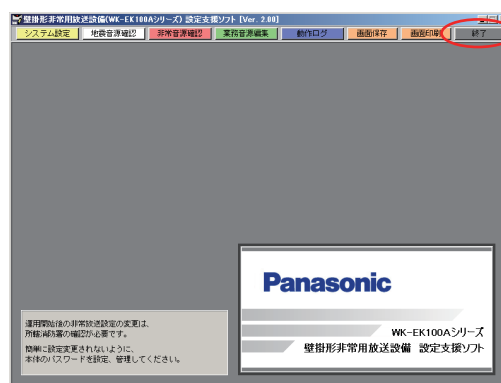 壁掛形非常用放送設備(WK-EK100Aシリーズ) 設定支援ソフト [Ver. 2.00]
システム設定 地震音源確認 非常音源確認 業務音源編集 動作ログ 画面保存 画面印刷 終了
Panasonic
WK-EK100Aシリーズ
壁掛形非常用放送設備 設定支援ソフト
運用開始後の非常放送設定の変更は、
所轄消防署の確認が必要です。
簡単に設定変更されないように、
本体のパスワードを設定、管理してください。